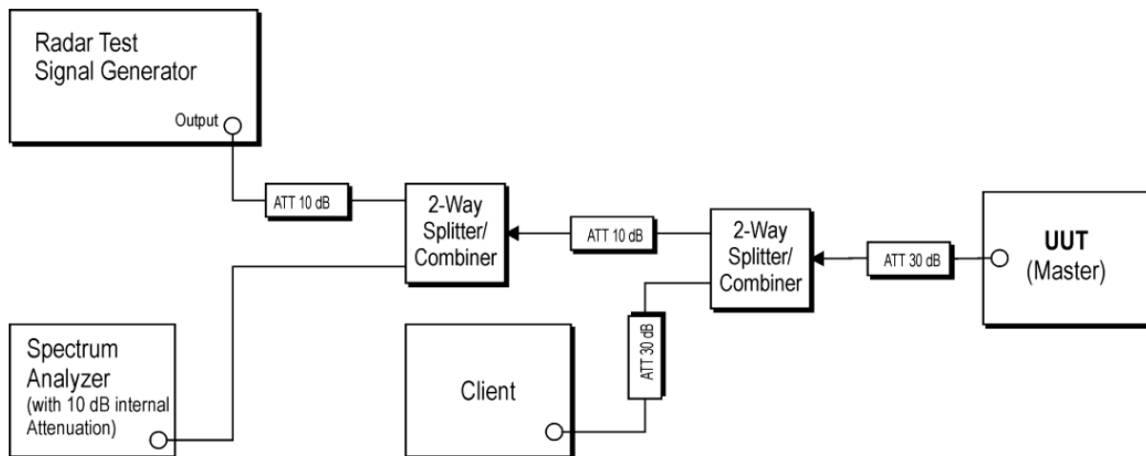 Radar Test
Signal Generator
Output
ATT 10 dB
2-Way
Splitter/
Combiner
ATT 10 dB
2-Way
Splitter/
Combiner
ATT 30 dB
UUT
(Master)
Spectrum
Analyzer
(with 10 dB internal
Attenuation)
Client
ATT 30 dB